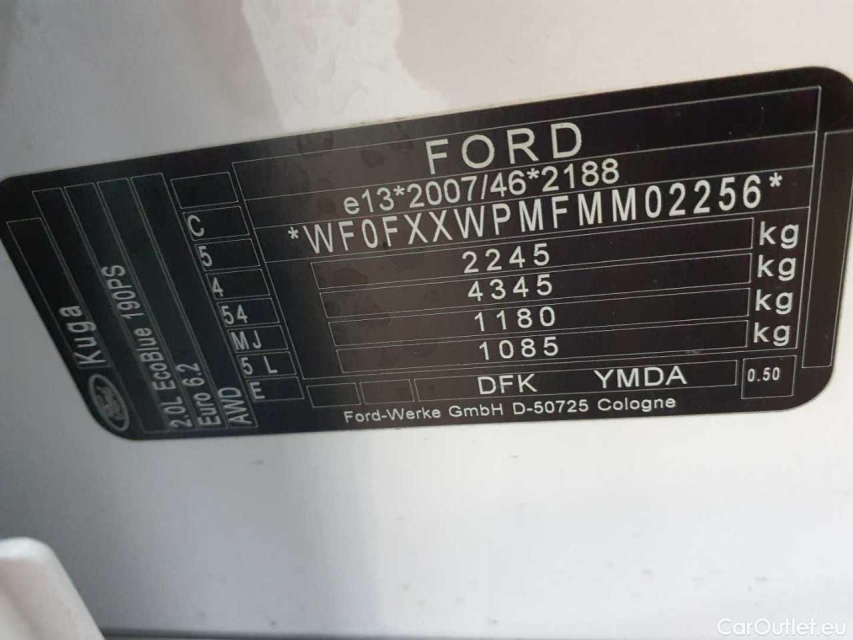 FORD
e13*2007/46*2188
*WF0FXXWPMFMM02256*
2245 kg
4345 kg
1180 kg
1085 kg
DFK YMDA 0.50
Ford-Werke GmbH D-50725 Cologne
C
5
4
54
MJ
5 L
E
Kuga
2.0L EcoBlue 190PS
Euro 6.2
AWD
CarOutlet.eu